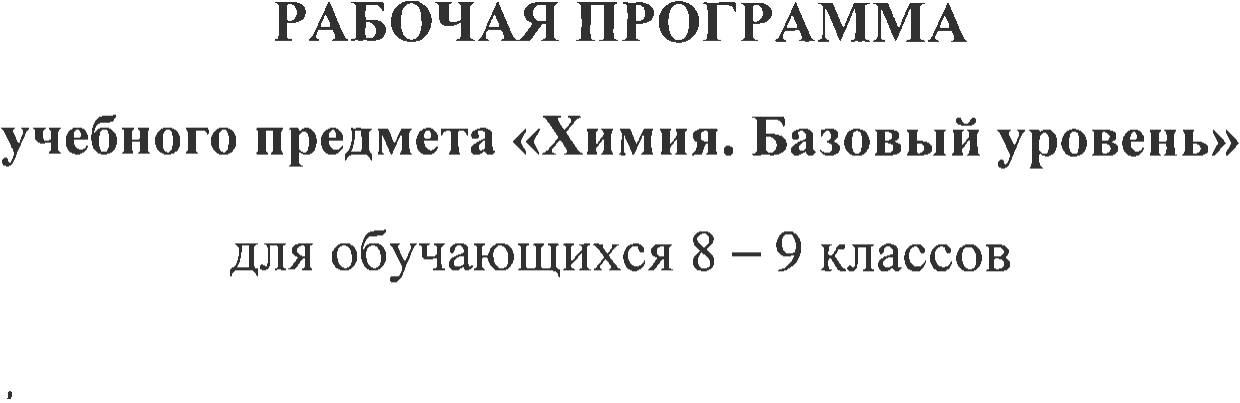 РАБОЧАЯ ПРОГРАММА
учебного предмета «Химия. Базовый уровень»
для обучающихся 8 – 9 классов